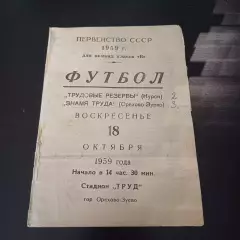 ПЕРВЕНСТВО СССР
1959 г.
для команд класса «Б»
ФУТБОЛ
„ТРУДОВЫЕ РЕЗЕРВЫ" (Курск) 2
„ЗНАМЯ ТРУДА" (Орехово-Зуево) 3
ВОСКРЕСЕНЬЕ
18
ОКТЯБРЯ
1959 года
Начало в 14 час. 30 мин.
Стадион „ТРУД"
гор. Орехово-Зуево